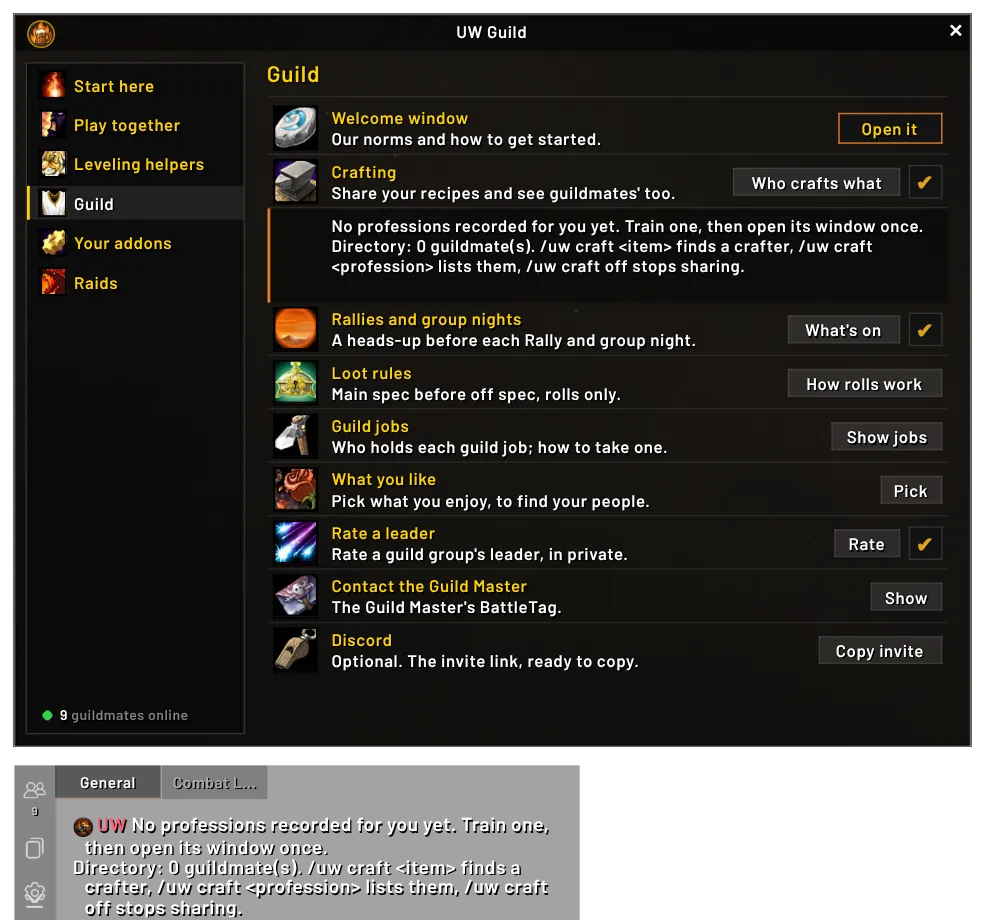 UW Guild
Start here
Play together
Leveling helpers
Guild
Your addons
Raids
9 guildmates online
Guild
Welcome window
Our norms and how to get started.
Open it
Crafting
Share your recipes and see guildmates' too.
Who crafts what
No professions recorded for you yet. Train one, then open its window once.
Directory: 0 guildmate(s). /uw craft <item> finds a crafter, /uw craft
<profession> lists them, /uw craft off stops sharing.
Rallies and group nights
A heads-up before each Rally and group night.
What's on
Loot rules
Main spec before off spec, rolls only.
How rolls work
Guild jobs
Who holds each guild job; how to take one.
Show jobs
What you like
Pick what you enjoy, to find your people.
Pick
Rate a leader
Rate a guild group's leader, in private.
Rate
Contact the Guild Master
The Guild Master's BattleTag.
Show
Discord
Optional. The invite link, ready to copy.
Copy invite
9
General
Combat L...
UW No professions recorded for you yet. Train one,
then open its window once.
Directory: 0 guildmate(s). /uw craft <item> finds a
crafter, /uw craft <profession> lists them, /uw craft
off stops sharing.